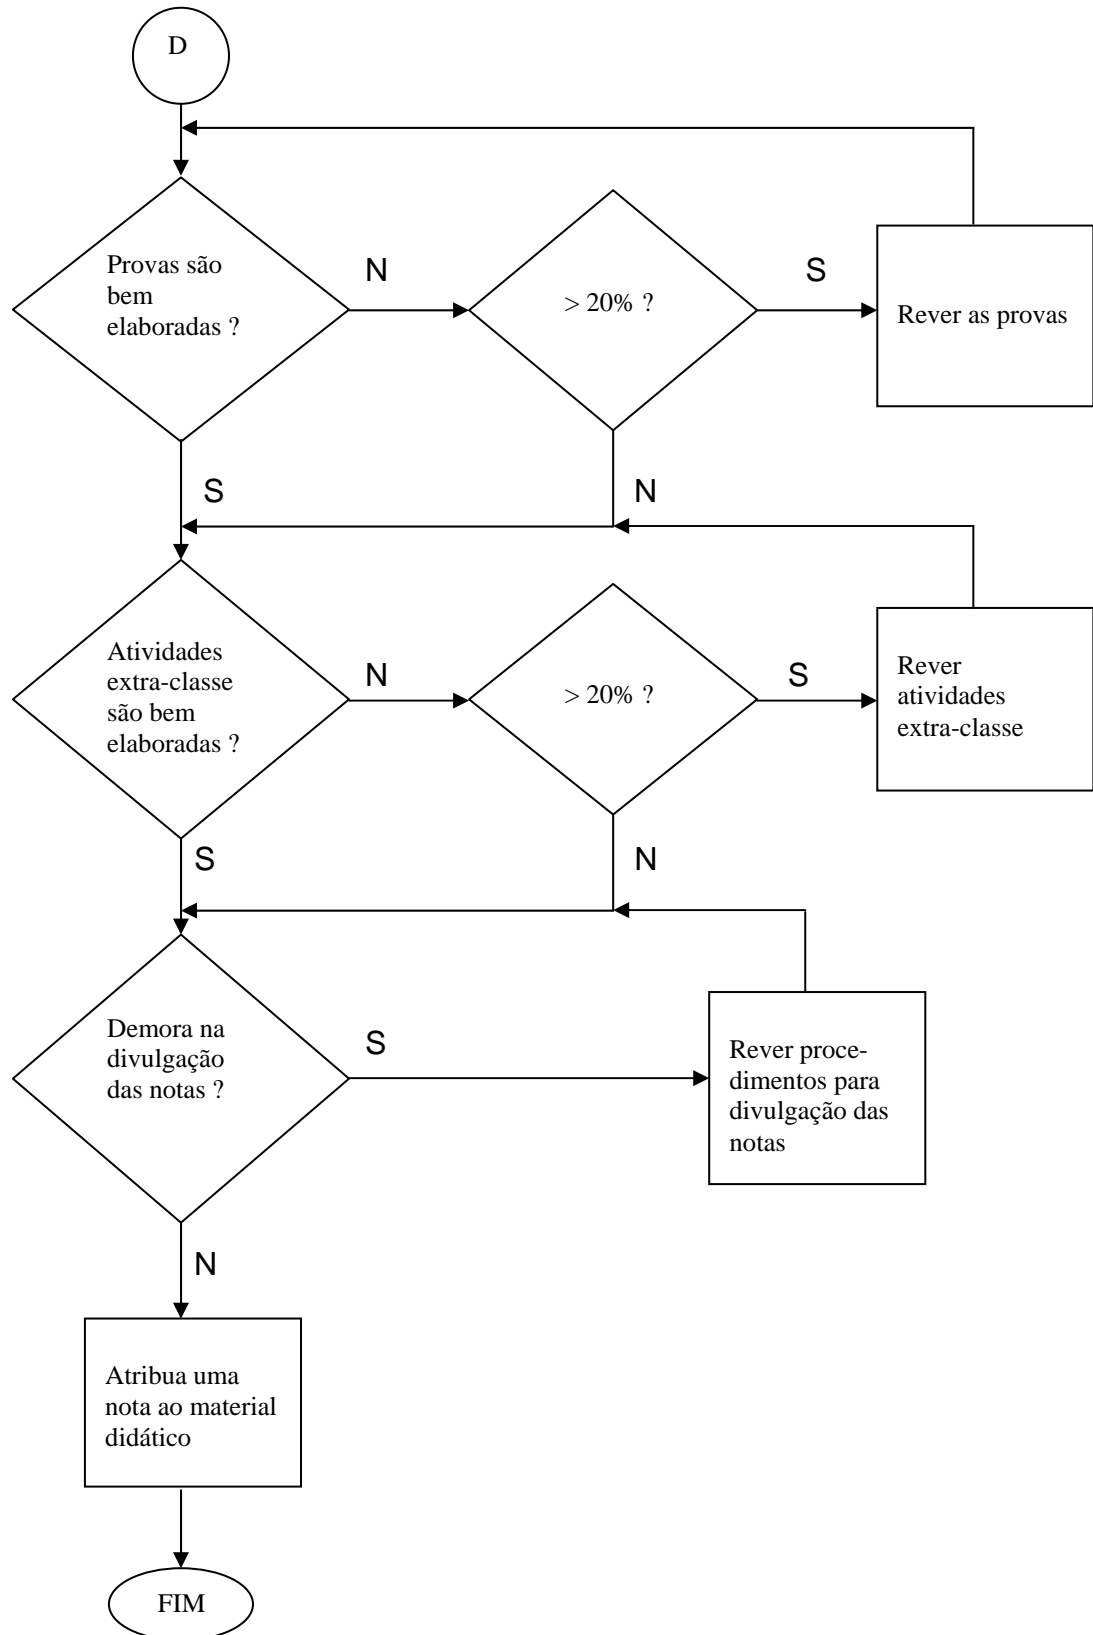 D
Provas são
bem
elaboradas ?
N
> 20% ?
S
Rever as provas
S
N
Atividades
extra-classe
são bem
elaboradas ?
N
> 20% ?
S
Rever
atividades
extra-classe
S
N
Demora na
divulgação
das notas ?
S
Rever proce-
dimentos para
divulgação das
notas
N
Atribua uma
nota ao material
didático
FIM